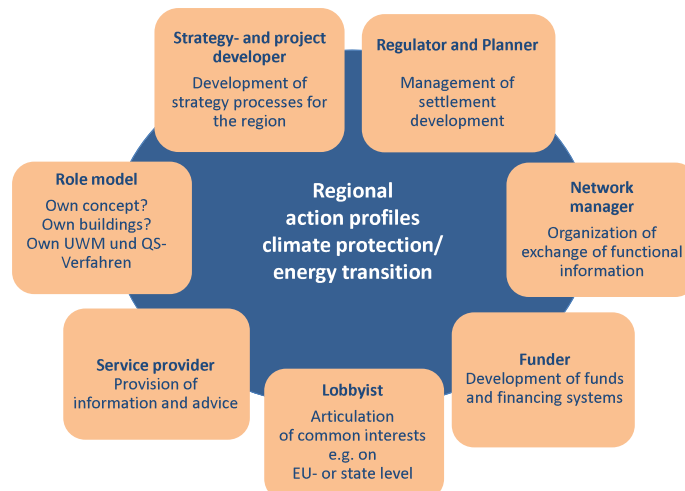 Strategy- and project
developer
Development of
strategy processes for
the region
Regulator and Planner
Management of
settlement
development
Role model
Own concept?
Own buildings?
Own UWM und QS-
Verfahren
Regional
action profiles
climate protection/
energy transition
Network
manager
Organization of
exchange of functional
information
Service provider
Provision of
information and advice
Lobbyist
Articulation
of common interests
e.g. on
EU- or state level
Funder
Development of funds
and financing systems